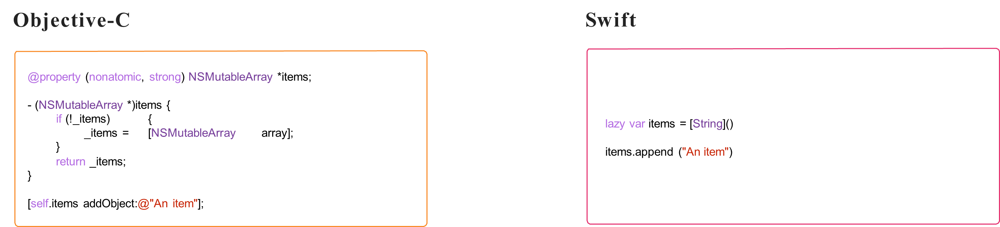 Objective-C
@property (nonatomic, strong) NSMutableArray *items;
- (NSMutableArray *)items {
if (!_items) {
_items = [NSMutableArray array];
}
return _items;
}
[self.items addObject:@"An item"];
Swift
lazy var items = [String]()
items.append ("An item")